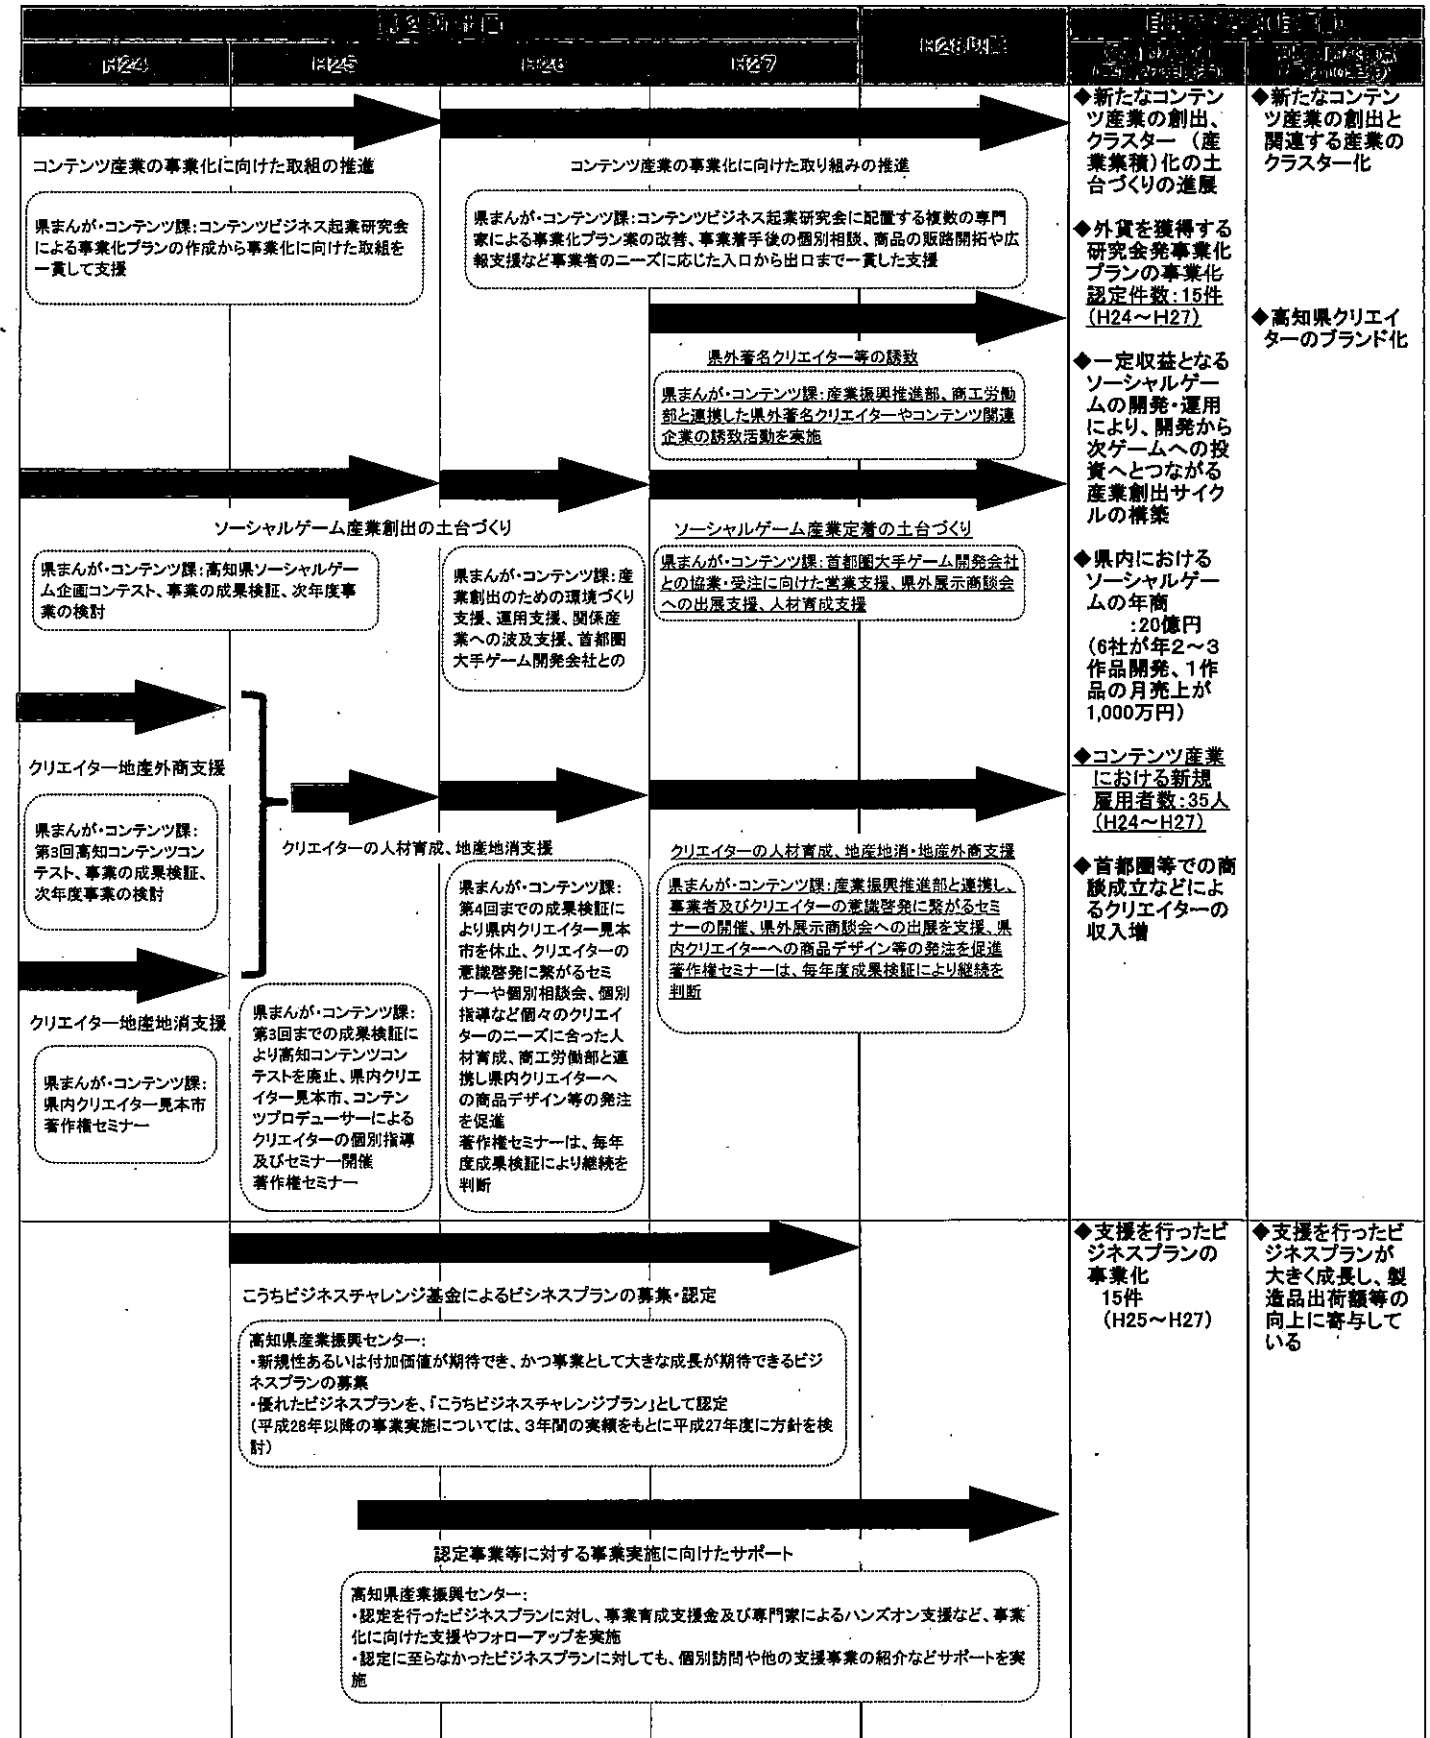 H24
H25
H26
H27
H28以降
コンテンツ産業の事業化に向けた取組の推進
県まんが・コンテンツ課:コンテンツビジネス起業研究会
による事業化プランの作成から事業化に向けた取組を
一貫して支援
コンテンツ産業の事業化に向けた取り組みの推進
県まんが・コンテンツ課:コンテンツビジネス起業研究会に配置する複数の専門
家による事業化プラン案の改善、事業着手後の個別相談、商品の販路開拓や広
報支援など事業者のニーズに応じた入口から出口まで一貫した支援
県外著名クリエイター等の誘致
県まんが・コンテンツ課:産業振興推進部、商工労働
部と連携した県外著名クリエイターやコンテンツ関連
企業の誘致活動を実施
ソーシャルゲーム産業創出の土台づくり
県まんが・コンテンツ課:高知県ソーシャルゲー
ム企画コンテスト、事業の成果検証、次年度事
業の検討
県まんが・コンテンツ課:産
業創出のための環境づくり
支援、運用支援、関係産
業への波及支援、首都圏
大手ゲーム開発会社との
ソーシャルゲーム産業定着の土台づくり
県まんが・コンテンツ課:首都圏大手ゲーム開発会社
との協業・受注に向けた営業支援、県外展示商談会
への出展支援、人材育成支援
クリエイター地産外商支援
県まんが・コンテンツ課:
第3回高知コンテンツコン
テスト、事業の成果検証、
次年度事業の検討
クリエイター地産地消支援
県まんが・コンテンツ課:
県内クリエイター見本市
著作権セミナー
クリエイターの人材育成、地産地消支援
県まんが・コンテンツ課:
第3回までの成果検証に
より高知コンテンツコン
テストを廃止、県内クリエ
イター見本市、コンテン
ツプロデューサーによる
クリエイターの個別指導
及びセミナー開催
著作権セミナー
県まんが・コンテンツ課:
第4回までの成果検証に
より県内クリエイター見本
市を休止、クリエイターの
意識啓発に繋がるセミ
ナーや個別相談会、個別
指導など個々のクリエイ
ターのニーズに合った人
材育成、商工労働部と連
携し県内クリエイターへ
の商品デザイン等の発注
を促進
著作権セミナーは、毎年
度成果検証により継続を
判断
クリエイターの人材育成、地産地消・地産外商支援
県まんが・コンテンツ課:産業振興推進部と連携し、
事業者及びクリエイターの意識啓発に繋がるセミ
ナーの開催、県外展示商談会への出展を支援、県
内クリエイターへの商品デザイン等の発注を促進
著作権セミナーは、毎年度成果検証により継続を
判断
◆新たなコンテン
ツ産業の創出、
クラスター (産
業集積)化の土
台づくりの進展
◆外貨を獲得する
研究会発事業化
プランの事業化
認定件数:15件
(H24～H27)
◆一定収益となる
ソーシャルゲー
ムの開発・運用
により、開発から
次ゲームへの投
資へとつながる
産業創出サイク
ルの構築
◆県内における
ソーシャルゲー
ムの年商
:20億円
(6社が年2～3
作品開発、1作
品の月売上が
1,000万円)
◆コンテンツ産業
における新規
雇用者数:35人
(H24～H27)
◆首都圏等での商
談成立などによ
るクリエイターの
収入増
◆新たなコンテン
ツ産業の創出と
関連する産業の
クラスター化
◆高知県クリエイ
ターのブランド化
こうちビジネスチャレンジ基金によるビシネスプランの募集・認定
高知県産業振興センター:
・新規性あるいは付加価値が期待でき、かつ事業として大きな成長が期待できるビジ
ネスプランの募集
・優れたビジネスプランを、「こうちビジネスチャレンジプラン」として認定
(平成28年以降の事業実施については、3年間の実績をもとに平成27年度に方針を検
討)
認定事業等に対する事業実施に向けたサポート
高知県産業振興センター:
・認定を行ったビジネスプランに対し、事業育成支援金及び専門家によるハンズオン支援など、事業
化に向けた支援やフォローアップを実施
・認定に至らなかったビジネスプランに対しても、個別訪問や他の支援事業の紹介などサポートを実
施
◆支援を行ったビ
ジネスプランの
事業化
15件
(H25～H27)
◆支援を行ったビ
ジネスプランが
大きく成長し、製
造品出荷額等の
向上に寄与して
いる